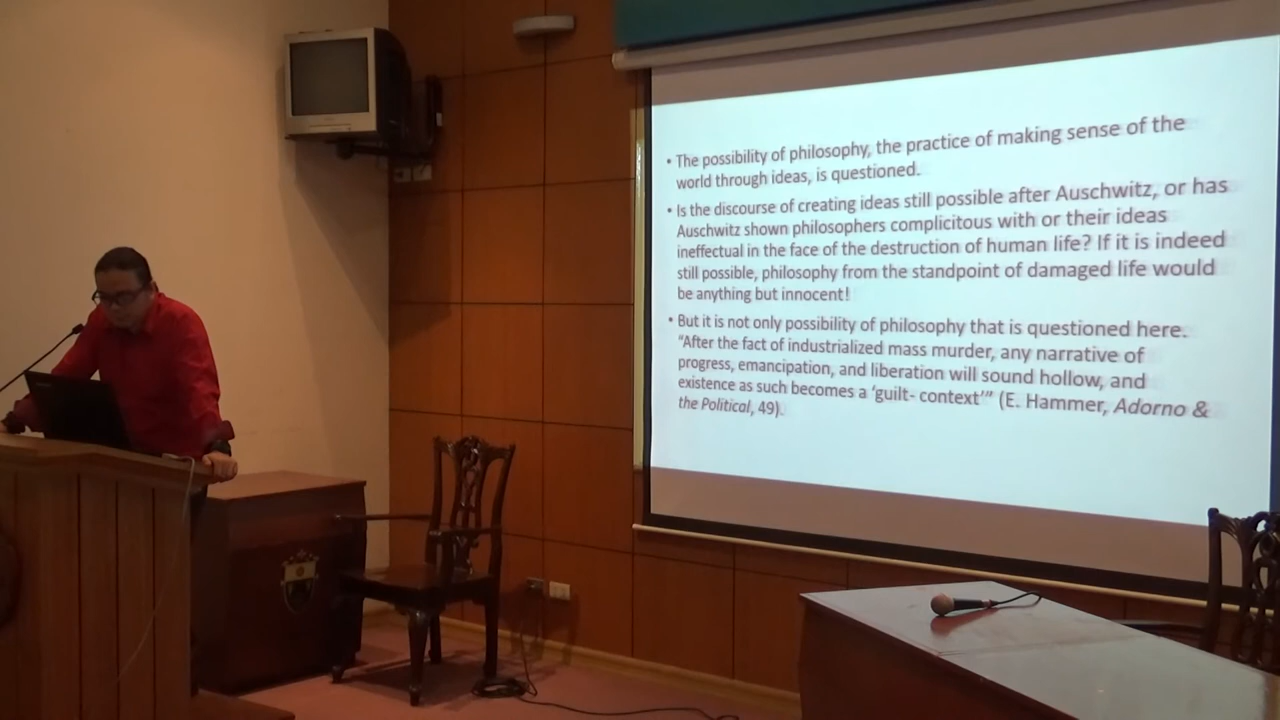 • The possibility of philosophy, the practice of making sense of the
world through ideas, is questioned.
• Is the discourse of creating ideas still possible after Auschwitz, or has
Auschwitz shown philosophers complicitous with or their ideas
ineffectual in the face of the destruction of human life? If it is indeed
still possible, philosophy from the standpoint of damaged life would
be anything but innocent!
• But it is not only possibility of philosophy that is questioned here.
“After the fact of industrialized mass murder, any narrative of
progress, emancipation, and liberation will sound hollow, and
existence as such becomes a ‘guilt- context’” (E. Hammer, Adorno &
the Political, 49).